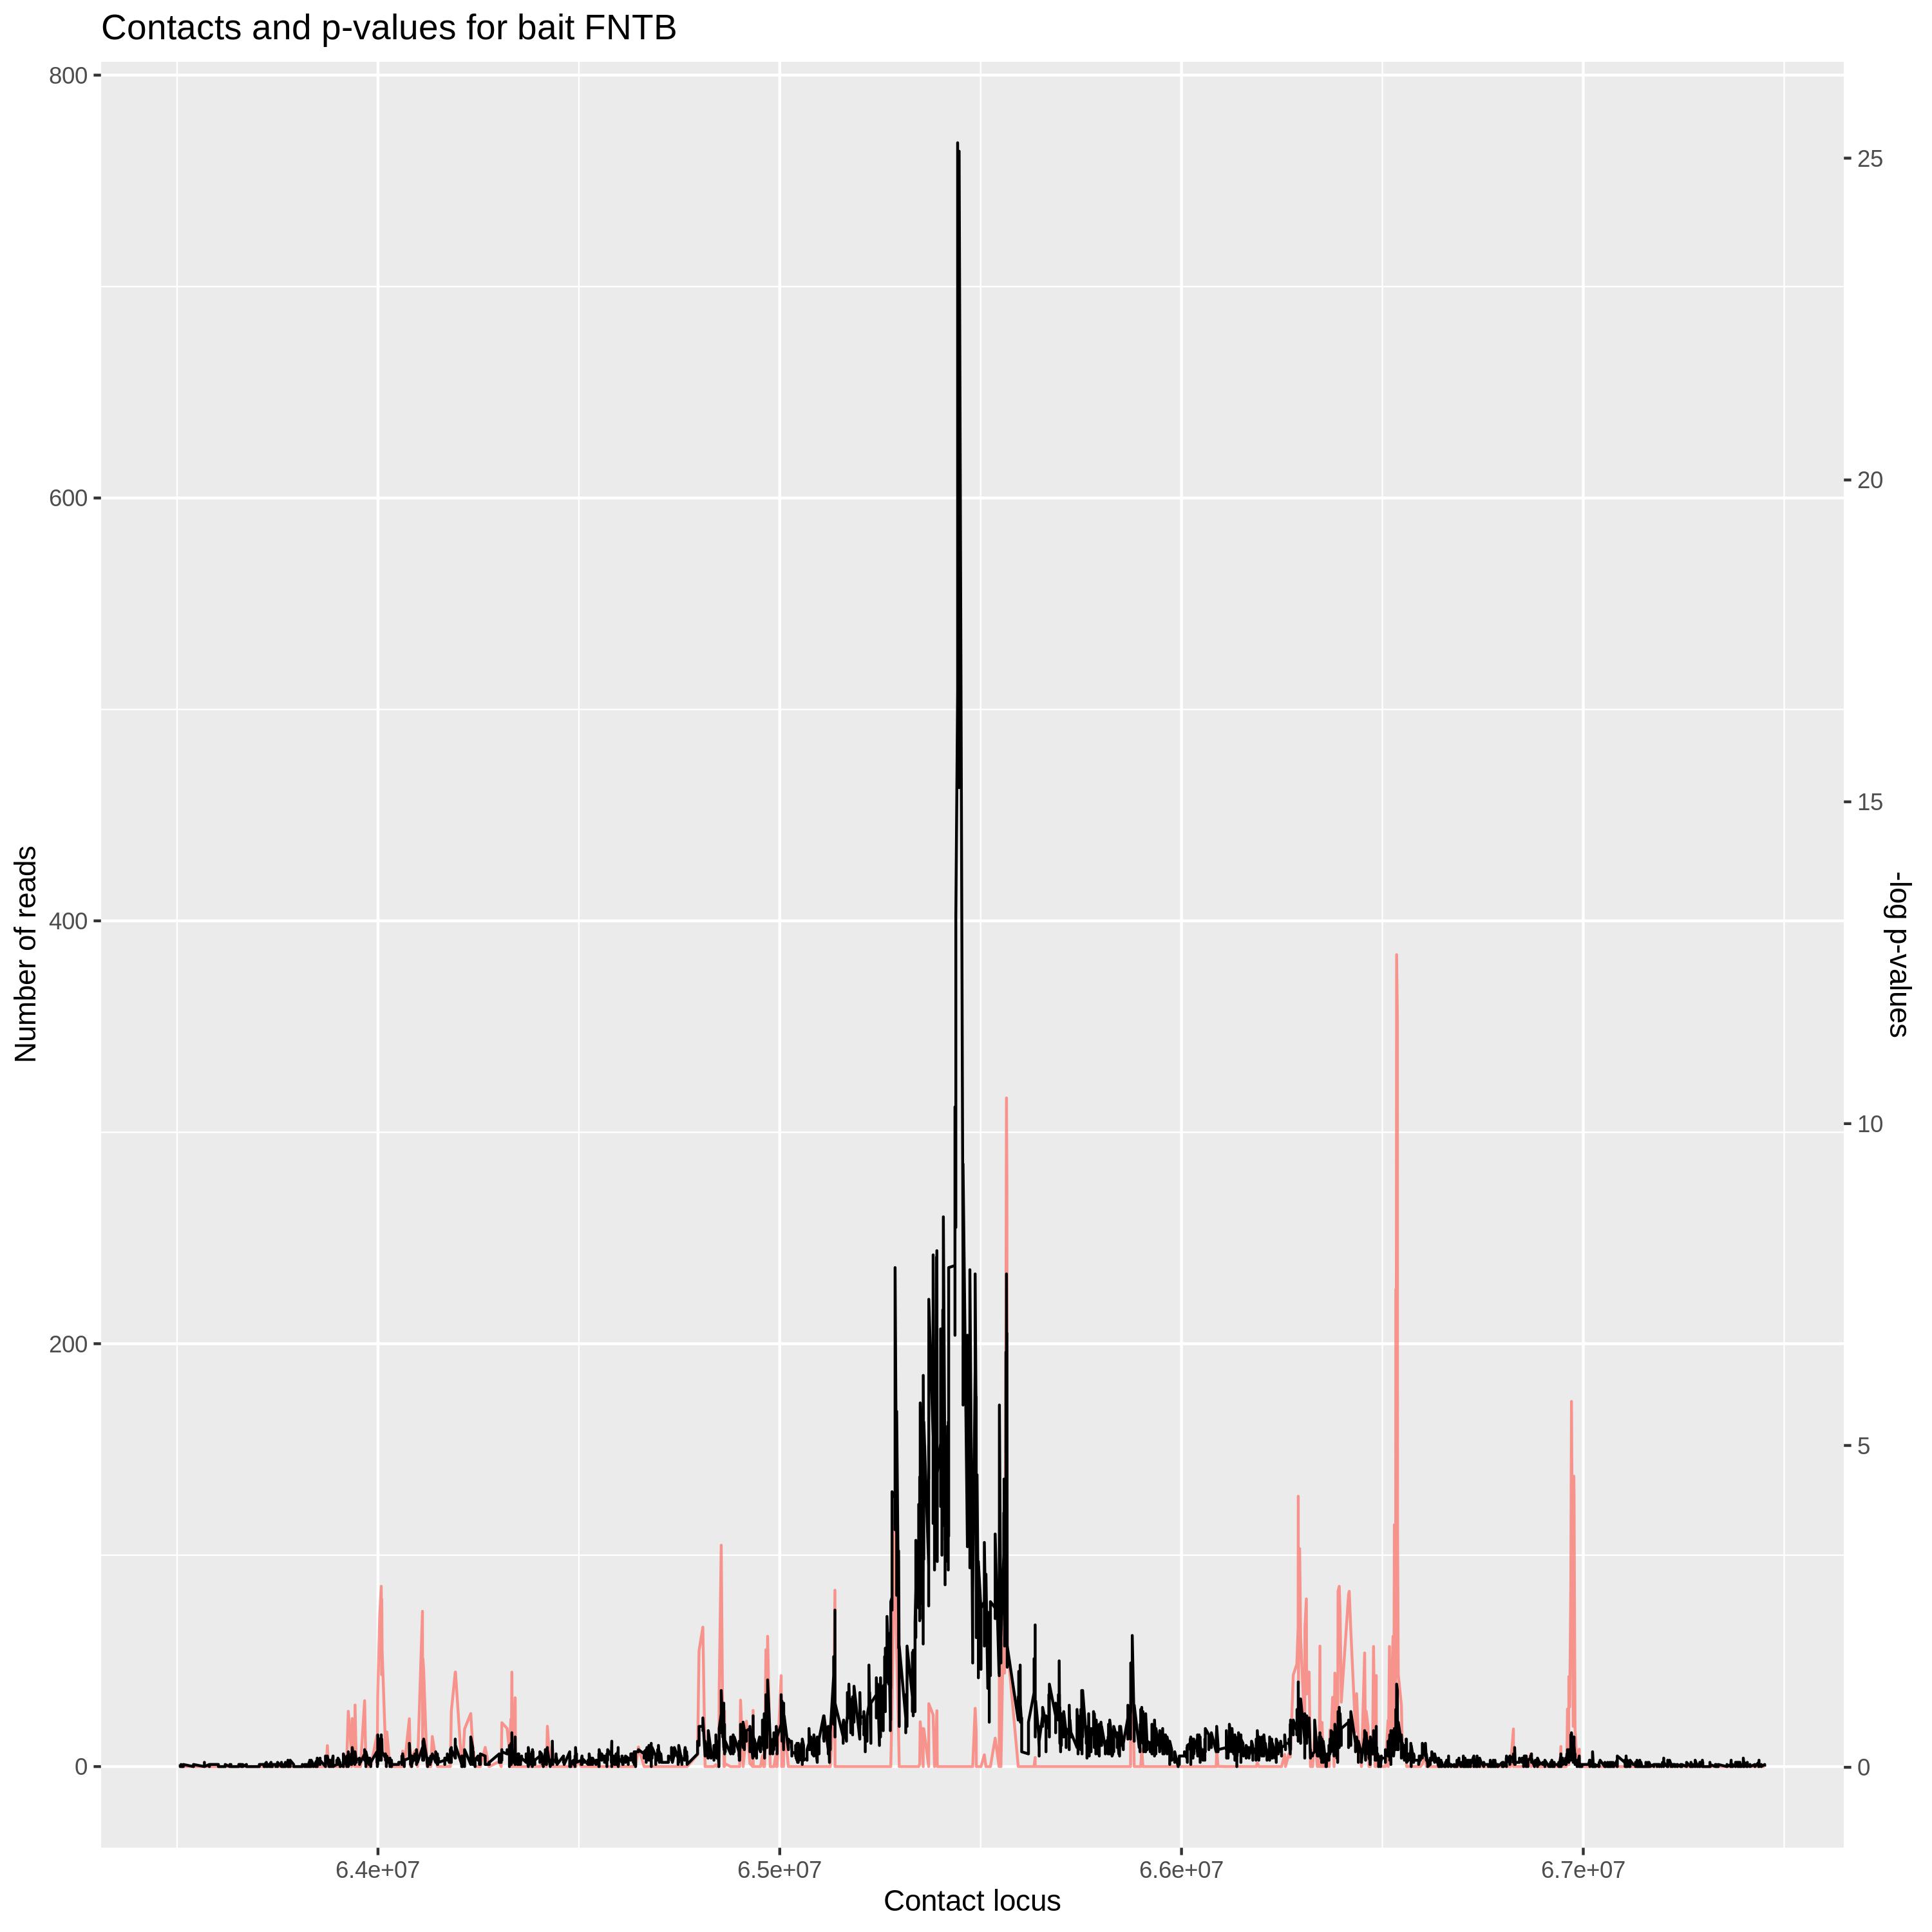 Contacts and p-values for bait FNTB
800
600
400
200
0
Number of reads
25
20
15
10
5
0
-log p-values
6.4e+07
6.5e+07
6.6e+07
6.7e+07
Contact locus